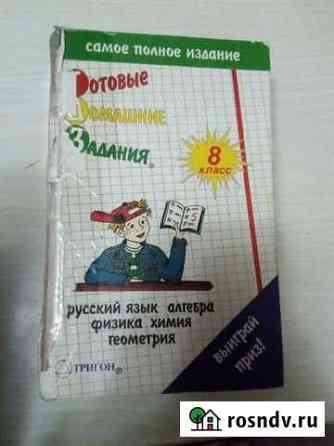 самое полное издание
Готовые
Домашние
Задания
8
класс
русский язык алгебра
физика химия
геометрия
ТРИГОН
выиграй
приз!
rosndv.ru